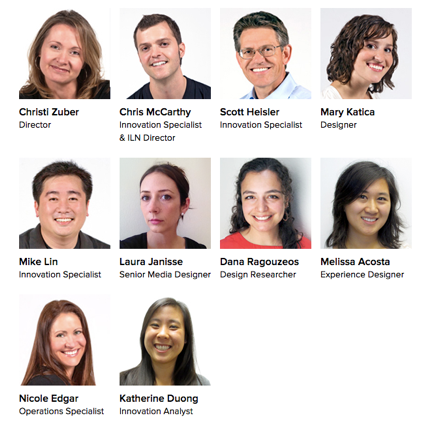 Christi Zuber
Director
Chris McCarthy
Innovation Specialist
& ILN Director
Scott Heisler
Innovation Specialist
Mary Katica
Designer
Mike Lin
Innovation Specialist
Laura Janisse
Senior Media Designer
Dana Ragouzeos
Design Researcher
Melissa Acosta
Experience Designer
Nicole Edgar
Operations Specialist
Katherine Duong
Innovation Analyst